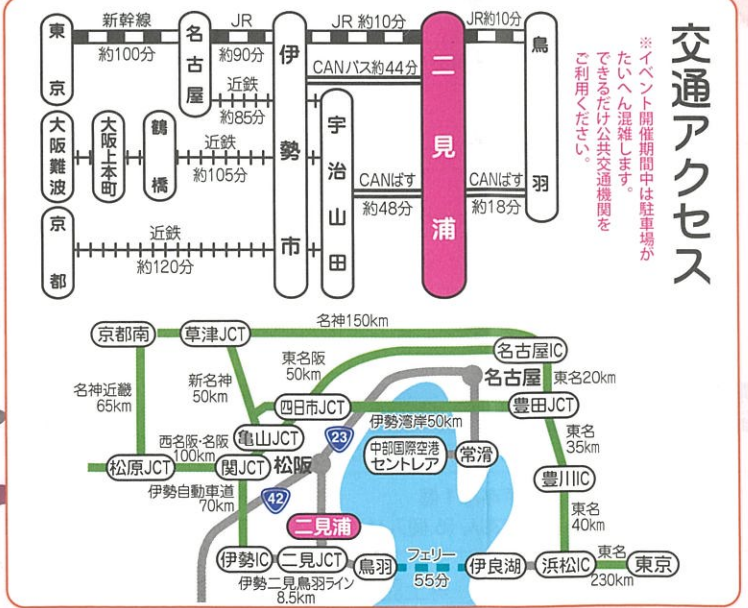 交通アクセス
※イベント開催期間中は駐車場が
たいへん混雑します。
できるだけ公共交通機関を
ご利用ください。
東京
新幹線
約100分
名古屋
JR
約90分
近鉄
約85分
伊勢市
JR 約10分
CANバス約44分
二見浦
JR約10分
鳥羽
大阪難波
大阪上本町
鶴橋
近鉄
約105分
宇治山田
CANばす
約48分
CANばす
約18分
京都
近鉄
約120分
京都南
草津JCT
名神150km
名古屋IC
名神近畿
65km
新名神
50km
東名阪
50km
名古屋
東名20km
四日市JCT
伊勢湾岸50km
豊田JCT
亀山JCT
23
中部国際空港
セントレア
常滑
東名
35km
西名阪・名阪
100km
松原JCT
関JCT
松阪
豊川IC
伊勢自動車道
70km
42
二見浦
東名
40km
伊勢IC
二見JCT
鳥羽
フェリー
55分
伊良湖
浜松IC
東名
230km
東京
伊勢二見鳥羽ライン
8.5km